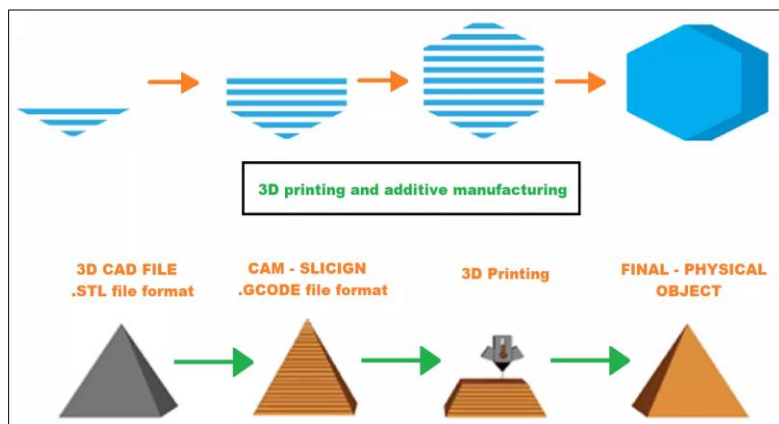 3D printing and additive manufacturing
3D CAD FILE
.STL file format
CAM - SLICIGN
.GCODE file format
3D Printing
FINAL - PHYSICAL
OBJECT